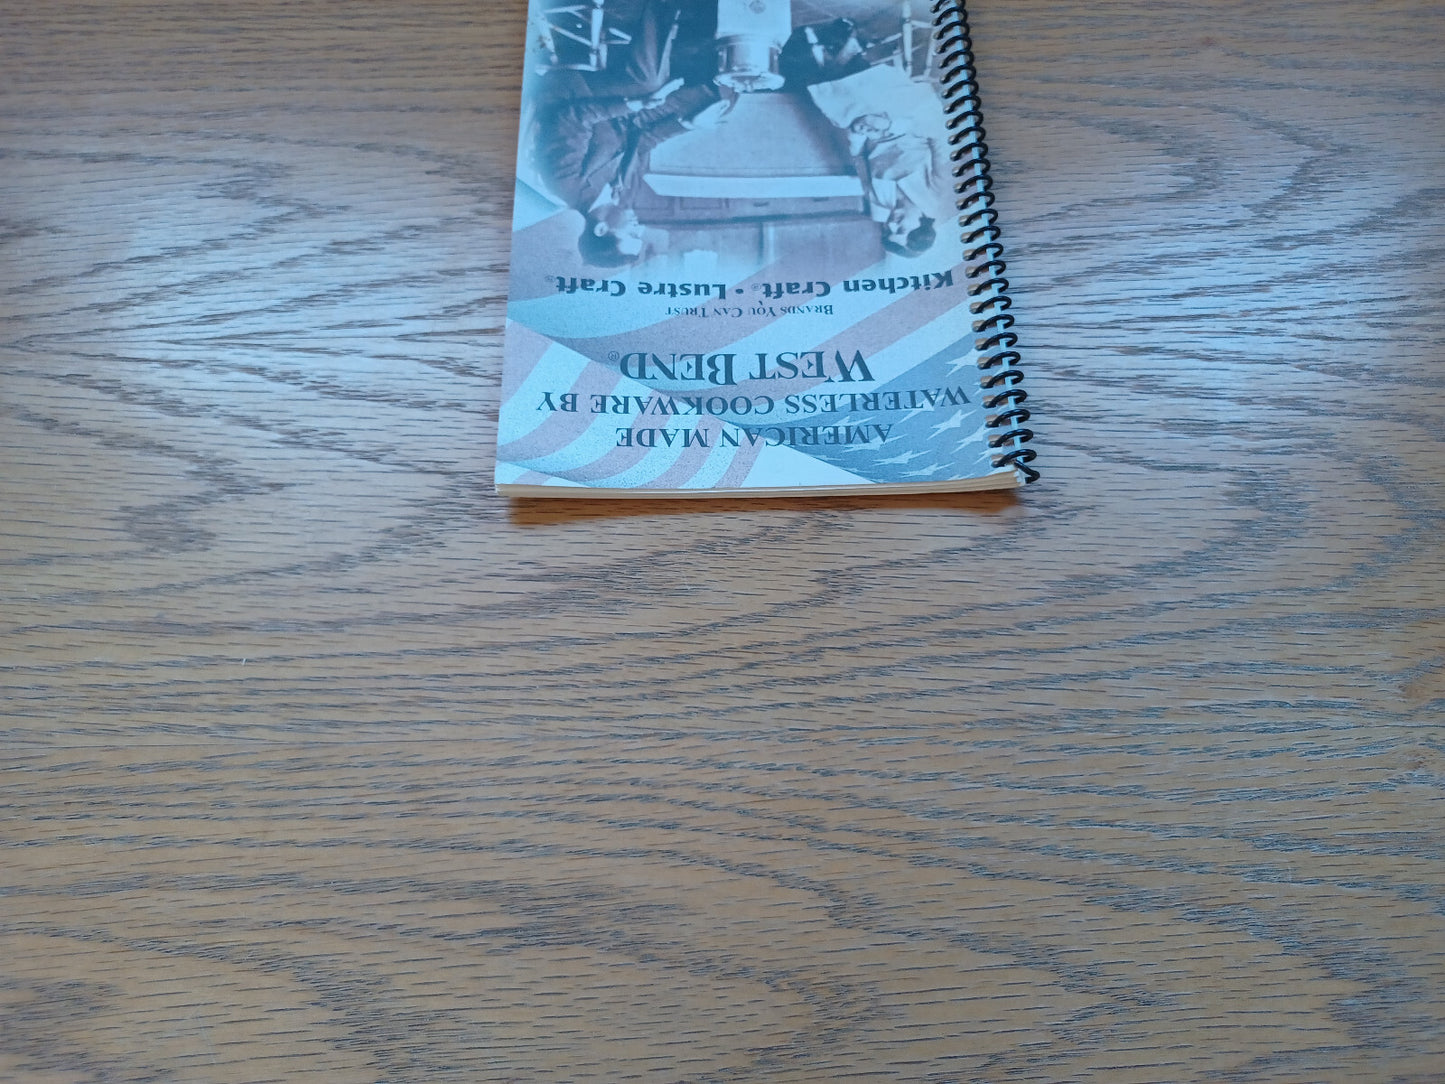 AMERICAN MADE
WATERLESS COOKWARE BY
WEST BEND®
BRANDS YOU CAN TRUST
Kitchen Craft® • Lustre Craft®